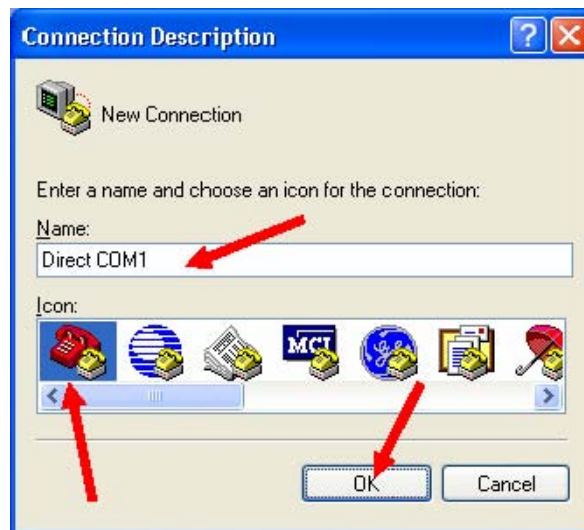 Connection Description
New Connection
Enter a name and choose an icon for the connection:
Name:
Direct COM1
Icon:
MCI
OK
Cancel